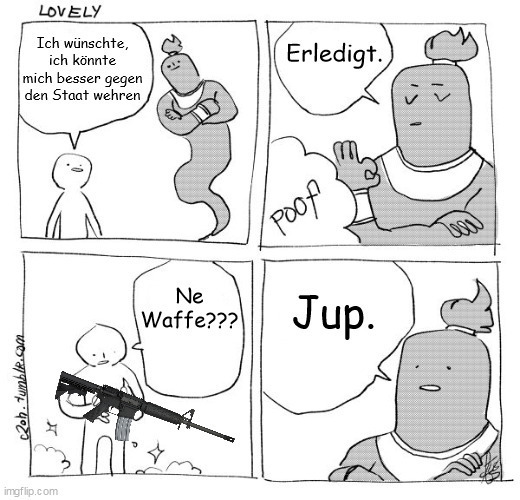 LOVELY
Ich wünschte,
ich könnte
mich besser gegen
den Staat wehren
Erledigt.
POOf
Ne
Waffe???
Jup.
c2oh.tumblr.com
imgflip.com